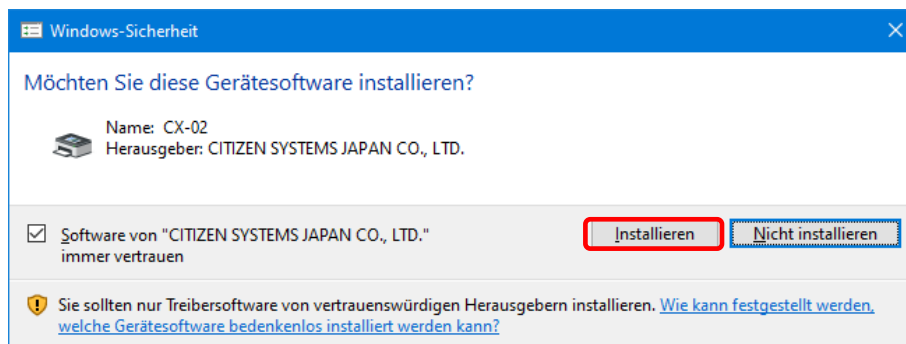 Windows-Sicherheit
Möchten Sie diese Gerätesoftware installieren?
Name: CX-02
Herausgeber: CITIZEN SYSTEMS JAPAN CO., LTD.
Software von "CITIZEN SYSTEMS JAPAN CO., LTD."
immer vertrauen
Installieren
Nicht installieren
Sie sollten nur Treibersoftware von vertrauenswürdigen Herausgebern installieren. Wie kann festgestellt werden,
welche Gerätesoftware bedenkenlos installiert werden kann?